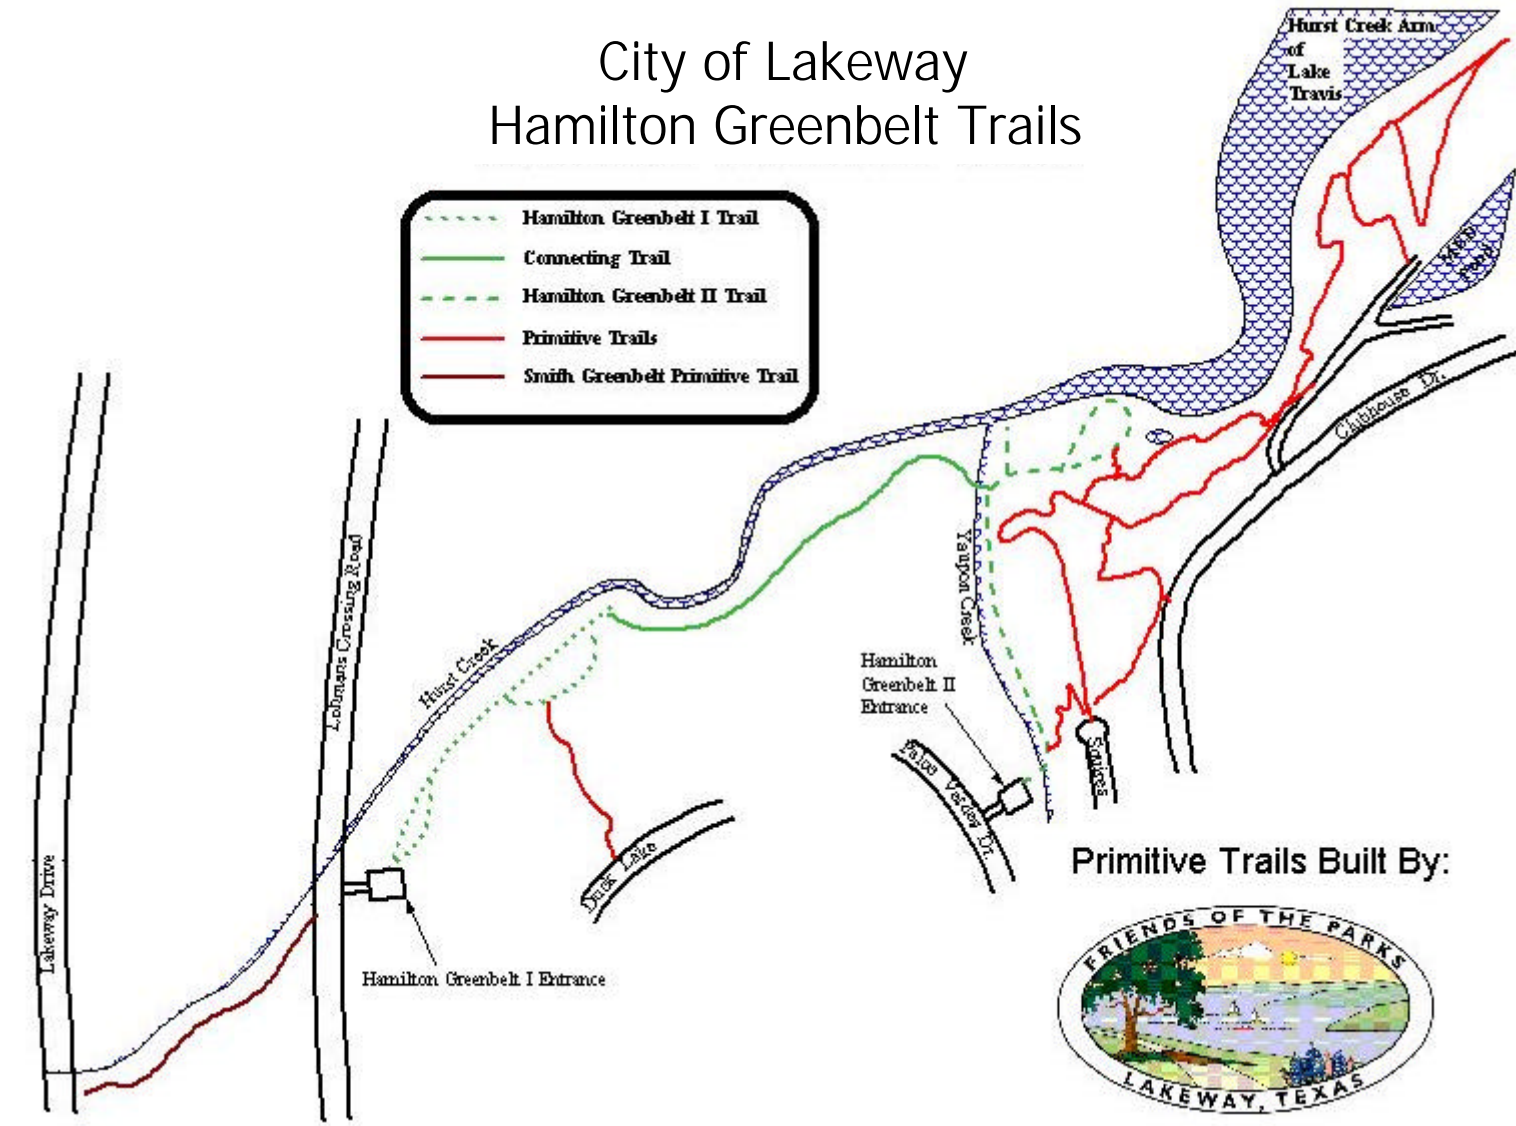 City of Lakeway
Hamilton Greenbelt Trails
Hurst Creek Arm
of
Lake
Travis
Hamilton Greenbelt I Trail
Connecting Trail
Hamilton Greenbelt II Trail
Primitive Trails
Smith Greenbelt Primitive Trail
MUD
Pond
Clubhouse Dr.
Lohmans Crossing Road
Yaupon Creek
Hurst Creek
Hamilton
Greenbelt II
Entrance
Squires
Duck Lake
Lakeway Drive
Hamilton Greenbelt I Entrance
Primitive Trails Built By:
FRIENDS OF THE PARKS
LAKEWAY, TEXAS